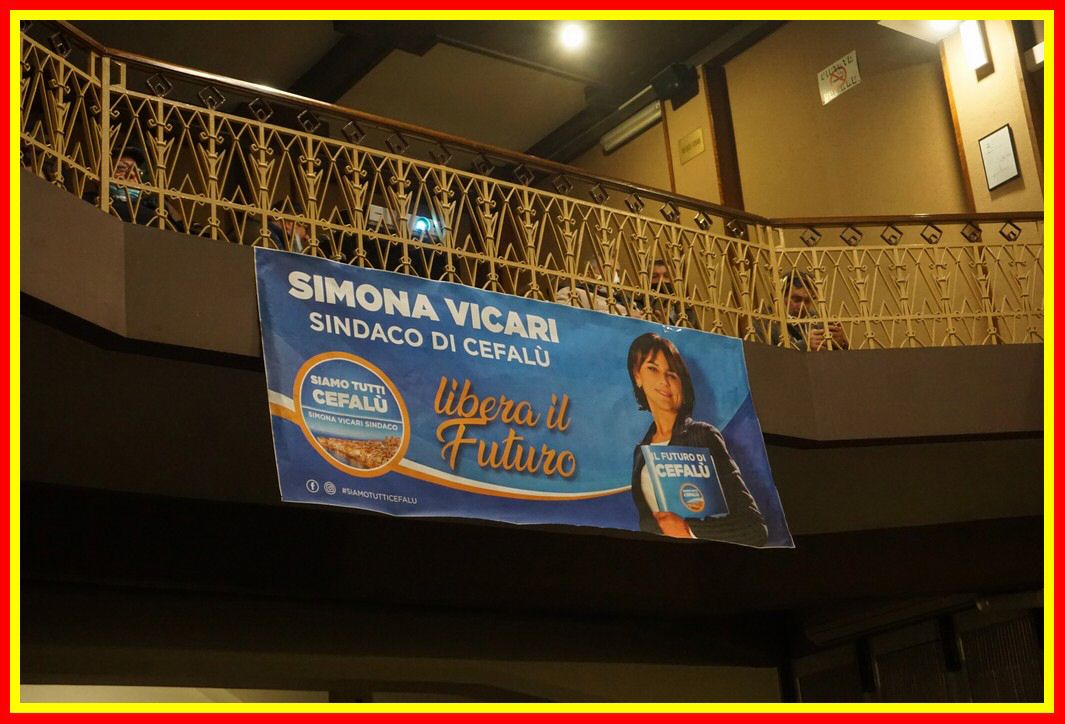 SIMONA VICARI
SINDACO DI CEFALÙ
SIAMO TUTTI
CEFALÙ
SIMONA VICARI SINDACO
libera il
Futuro
IL FUTURO DI
CEFALÙ
#SIAMOTUTTICEFALU